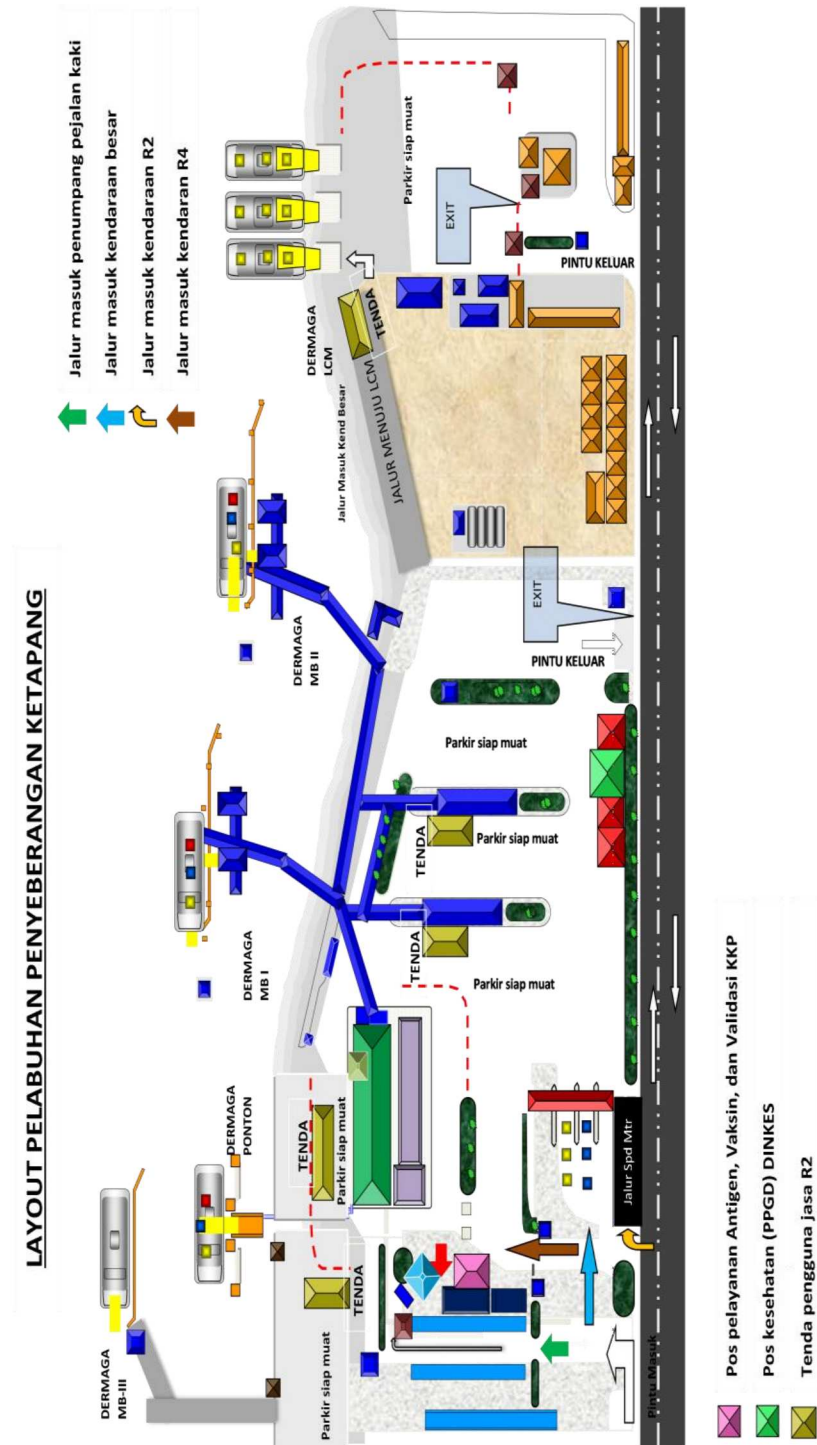 LAYOUT PELABUHAN PENYEBERANGAN KETAPANG
Jalur masuk penumpang pejalan kaki
Jalur masuk kendaraan besar
Jalur masuk kendaraan R2
Jalur masuk kendaran R4
DERMAGA
MB-III
DERMAGA
PONTON
DERMAGA
MB I
DERMAGA
MB II
DERMAGA
LCM
TENDA
Jalur Masuk Kend Besar
JALUR MENUJU LCM
Parkir siap muat
Parkir siap muat
TENDA
TENDA
Parkir siap muat
Parkir siap muat
TENDA
Parkir siap muat
TENDA
Parkir siap muat
Parkir siap muat
EXIT
PINTU KELUAR
EXIT
PINTU KELUAR
Jalur Spd Mtr
Pintu Masuk
Pos pelayanan Antigen, Vaksin, dan Validasi KKP
Pos kesehatan (PPGD) DINKES
Tenda pengguna jasa R2